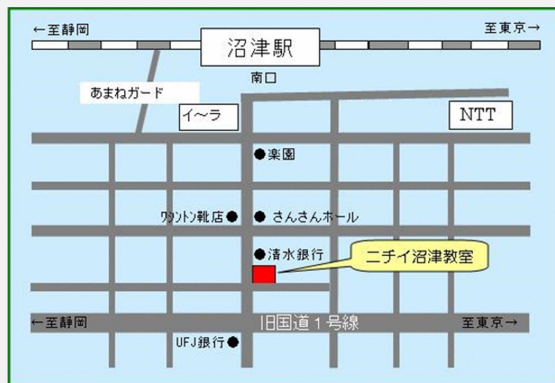 ←至静岡
至東京→
沼津駅
南口
あまねガード
イ～ラ
NTT
●楽園
ワシントン靴店●
●さんさんホール
●清水銀行
ニチイ沼津教室
←至静岡
旧国道１号線
至東京→
UFJ銀行●